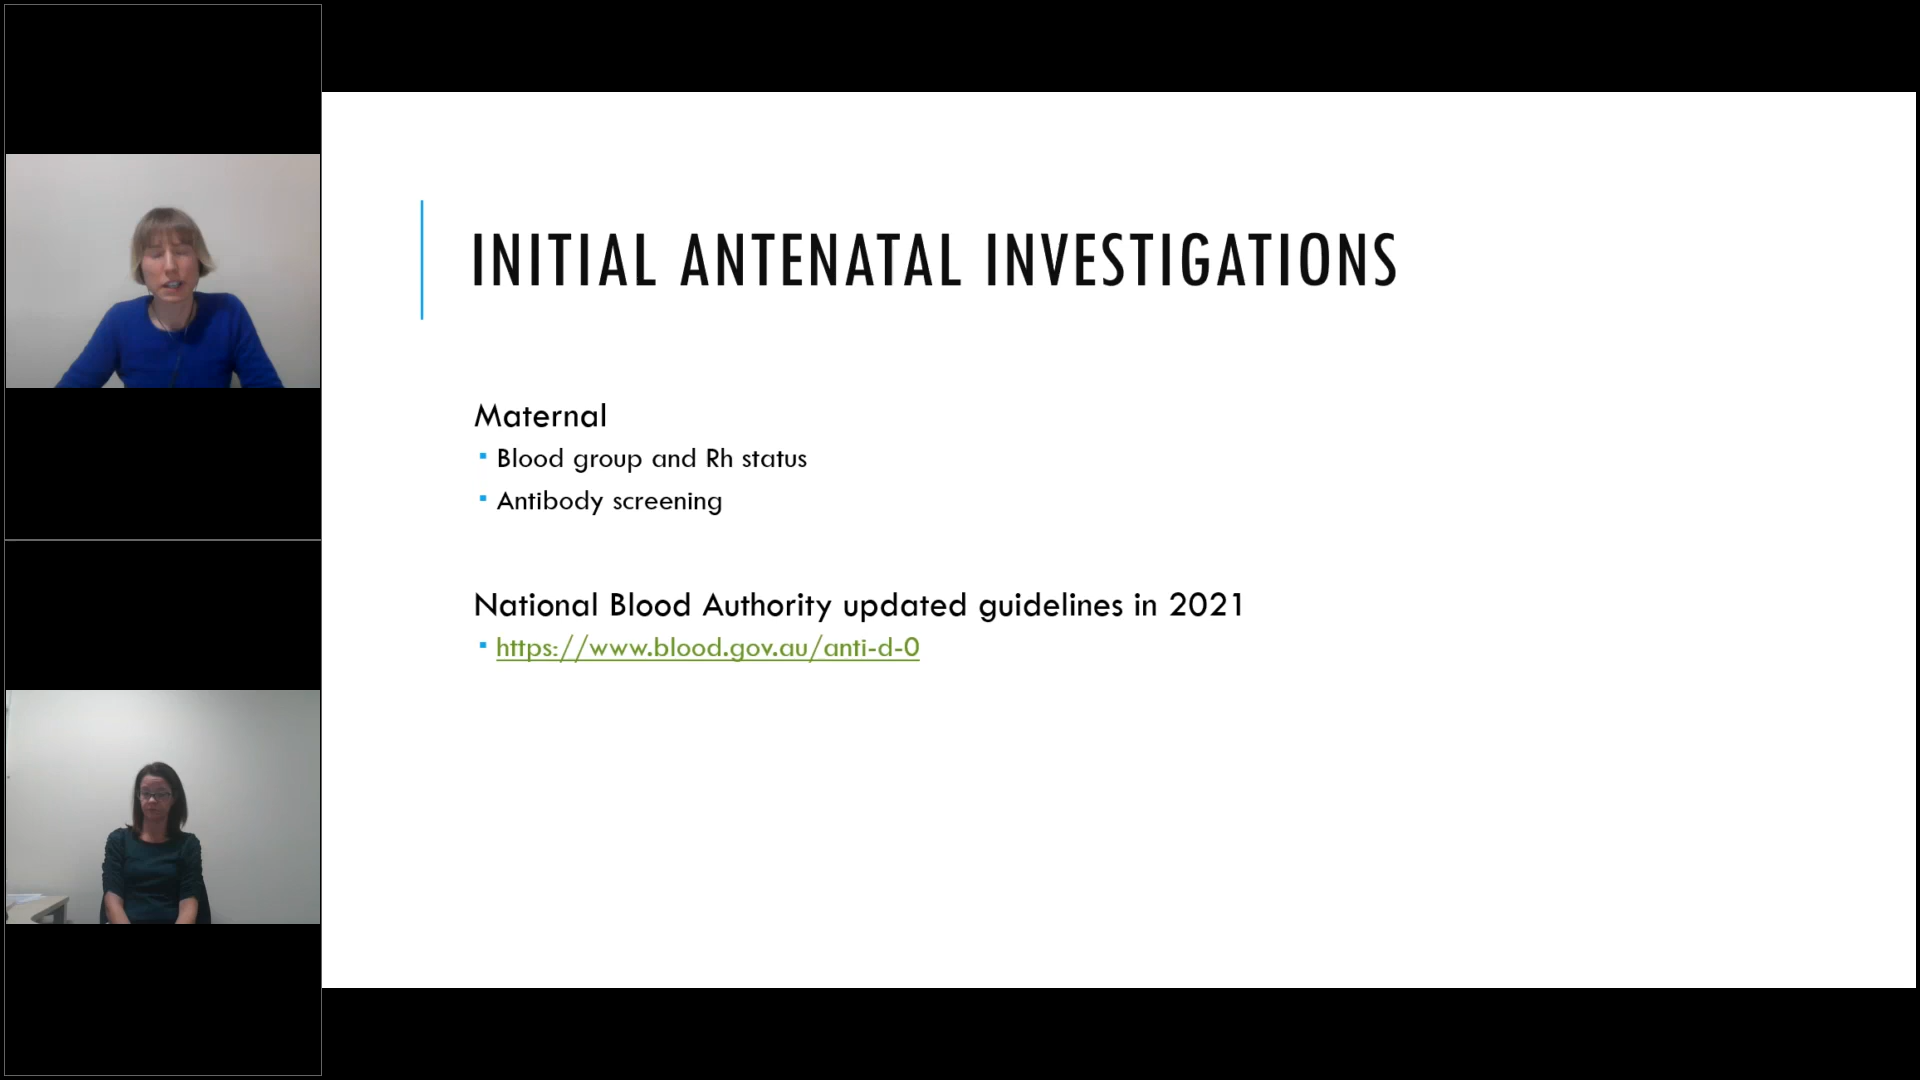 INITIAL ANTENATAL INVESTIGATIONS
Maternal
▪ Blood group and Rh status
▪ Antibody screening
National Blood Authority updated guidelines in 2021
▪ https://www.blood.gov.au/anti-d-0